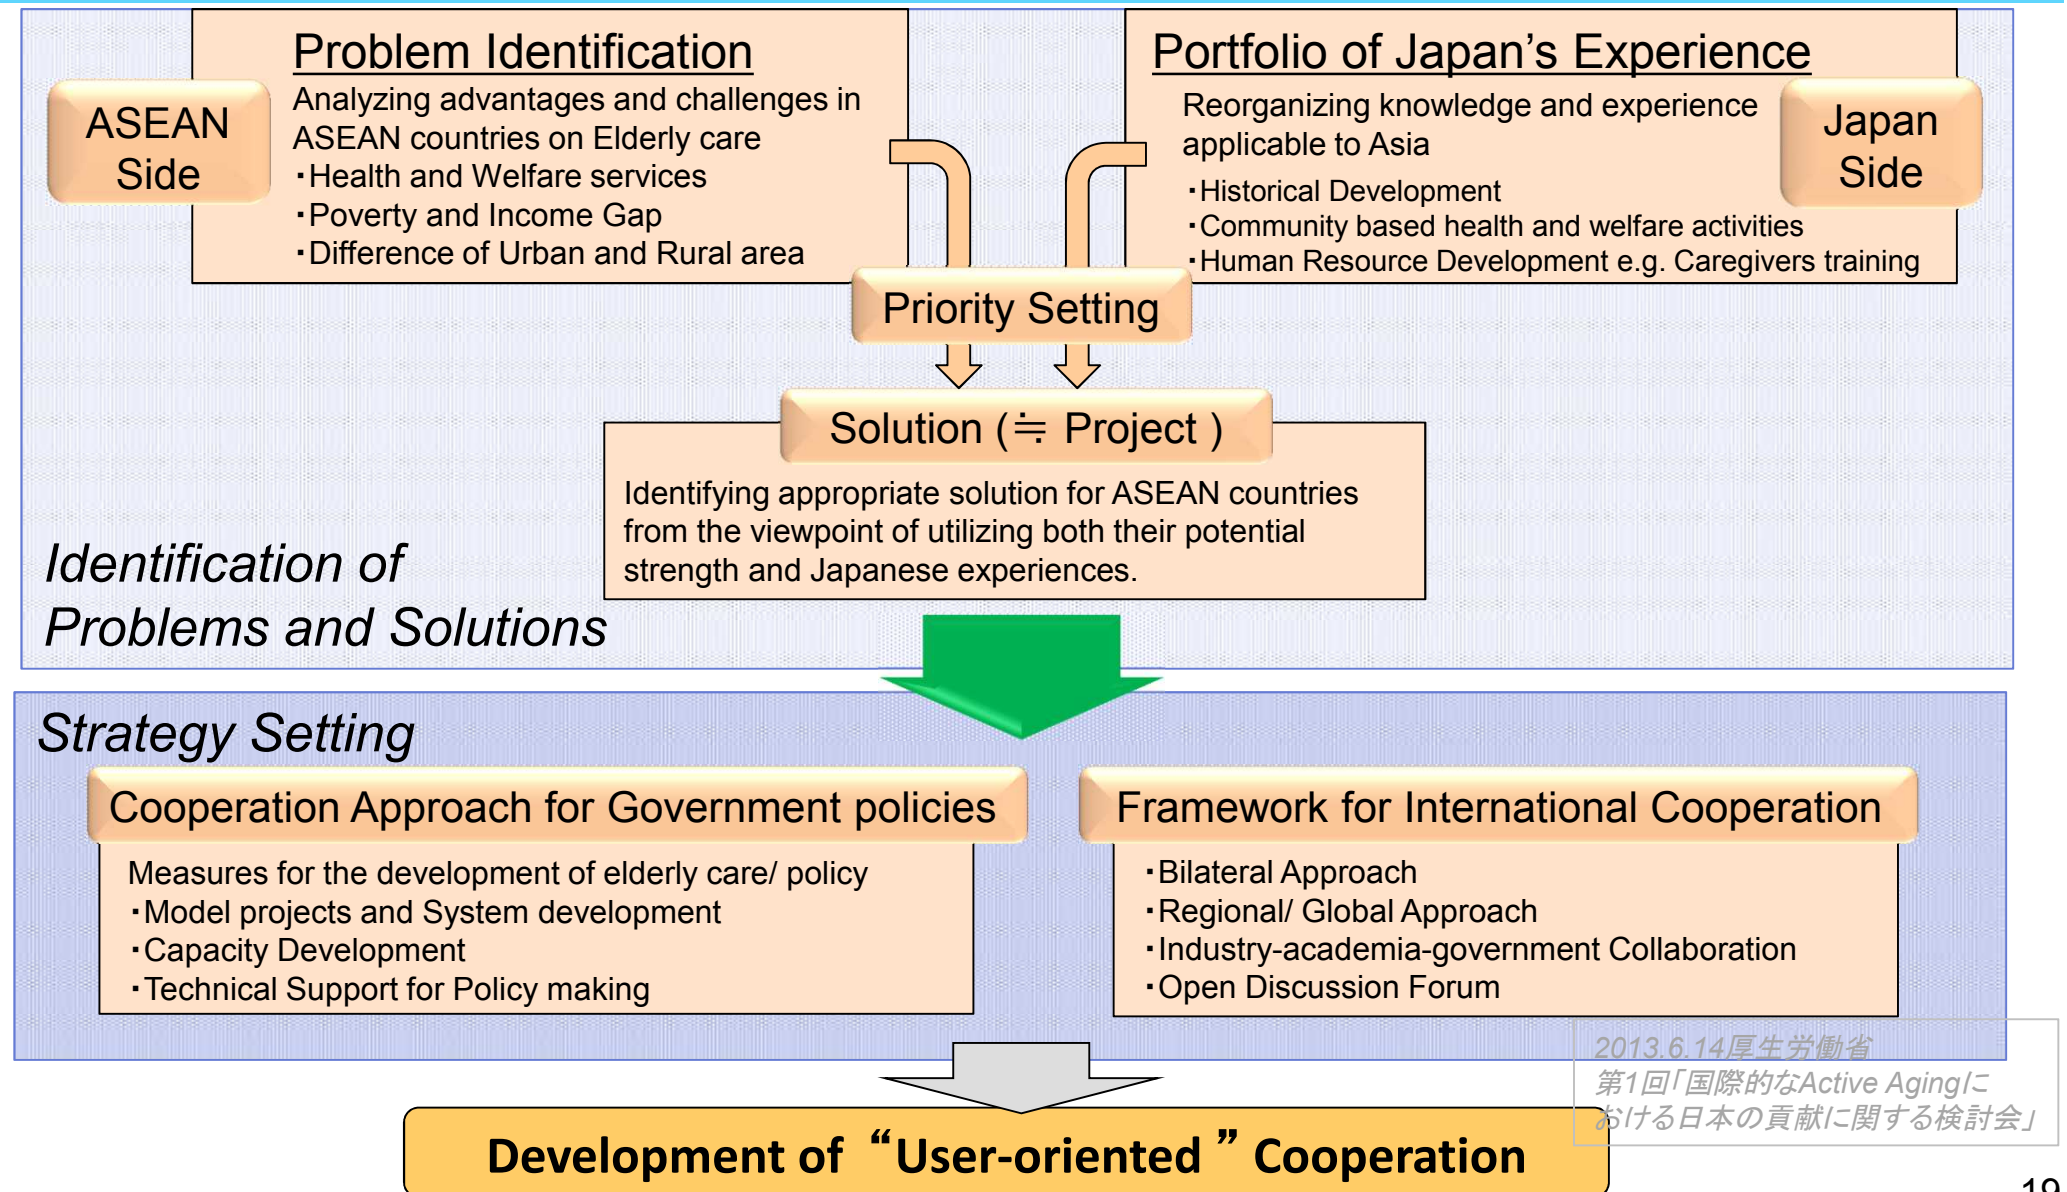 Problem Identification
ASEAN
Side
Analyzing advantages and challenges in
ASEAN countries on Elderly care
・Health and Welfare services
・Poverty and Income Gap
・Difference of Urban and Rural area
Portfolio of Japan’s Experience
Japan
Side
Reorganizing knowledge and experience
applicable to Asia
・Historical Development
・Community based health and welfare activities
・Human Resource Development e.g. Caregivers training
Priority Setting
Solution (≒ Project )
Identifying appropriate solution for ASEAN countries
from the viewpoint of utilizing both their potential
strength and Japanese experiences.
Identification of
Problems and Solutions
Strategy Setting
Cooperation Approach for Government policies
Measures for the development of elderly care/ policy
・Model projects and System development
・Capacity Development
・Technical Support for Policy making
Framework for International Cooperation
・Bilateral Approach
・Regional/ Global Approach
・Industry-academia-government Collaboration
・Open Discussion Forum
2013.6.14厚生労働省
第1回「国際的なActive Agingに
おける日本の貢献に関する検討会」
Development of “User-oriented ” Cooperation
19